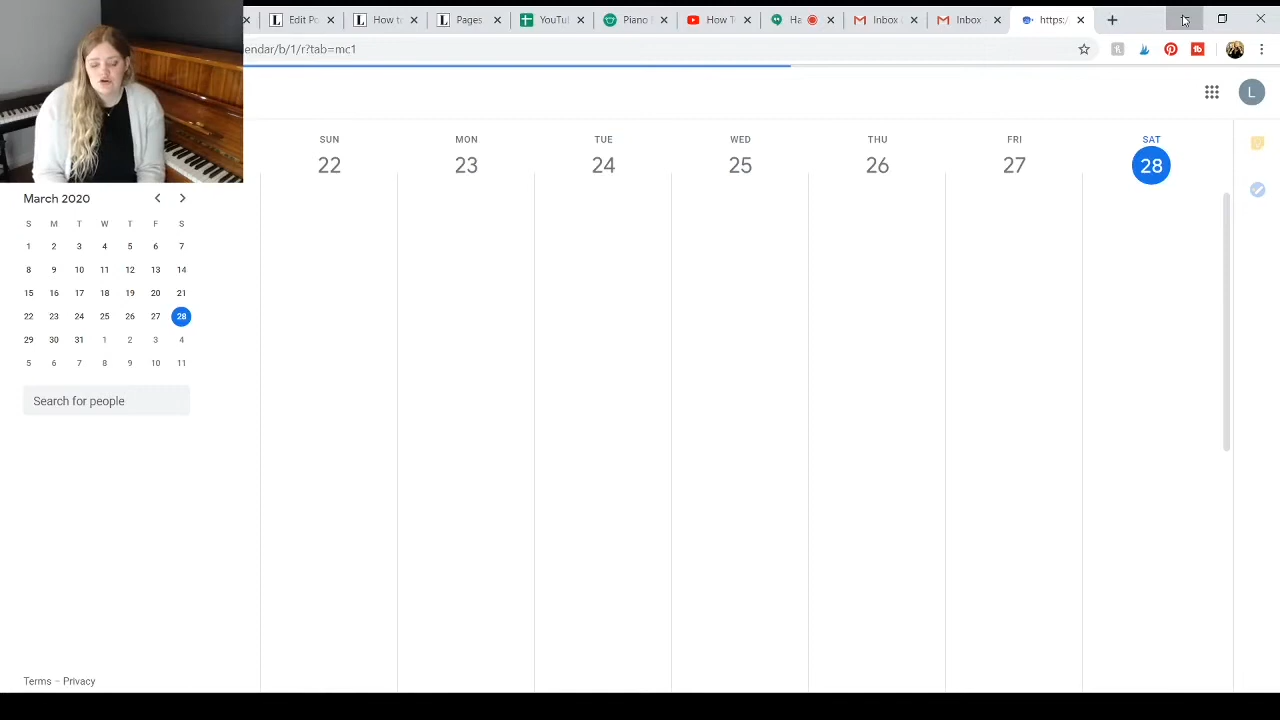 Edit Po
How to
Pages
YouTu
Piano
How T
Ha
Inbox
Inbox
https:/
endar/b/1/r?tab=mc1
L
SUN MON TUE WED THU FRI SAT
22 23 24 25 26 27 28
March 2020
S M T W T F S
1 2 3 4 5 6 7
8 9 10 11 12 13 14
15 16 17 18 19 20 21
22 23 24 25 26 27 28
29 30 31 1 2 3 4
5 6 7 8 9 10 11
Search for people
Terms – Privacy